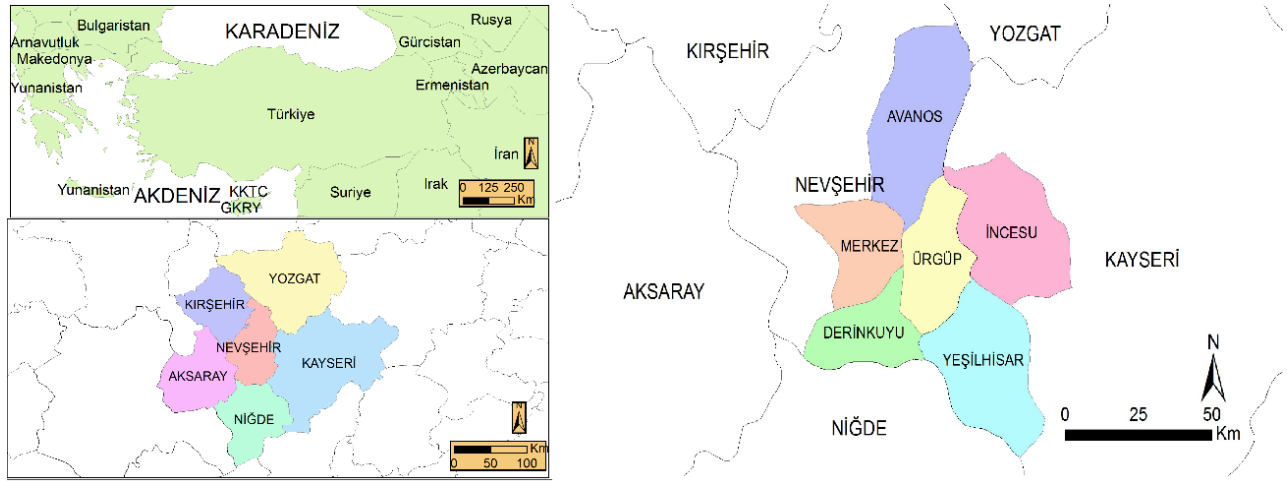 Bulgaristan
KARADENİZ
Rusya
Arnavutluk
Makedonya
Gürcistan
Azerbaycan
Yunanistan
Ermenistan
Türkiye
N
İran
Yunanistan
AKDENİZ
KKTC
GKRY
Suriye
Irak
0 125 250
Km
YOZGAT
KIRŞEHİR
NEVŞEHİR
KAYSERİ
AKSARAY
NİĞDE
N
Km
0 50 100
KIRŞEHİR
YOZGAT
AVANOS
NEVŞEHİR
MERKEZ
ÜRGÜP
İNCESU
KAYSERİ
AKSARAY
DERİNKUYU
YEŞİLHİSAR
N
NİĞDE
0 25 50
Km